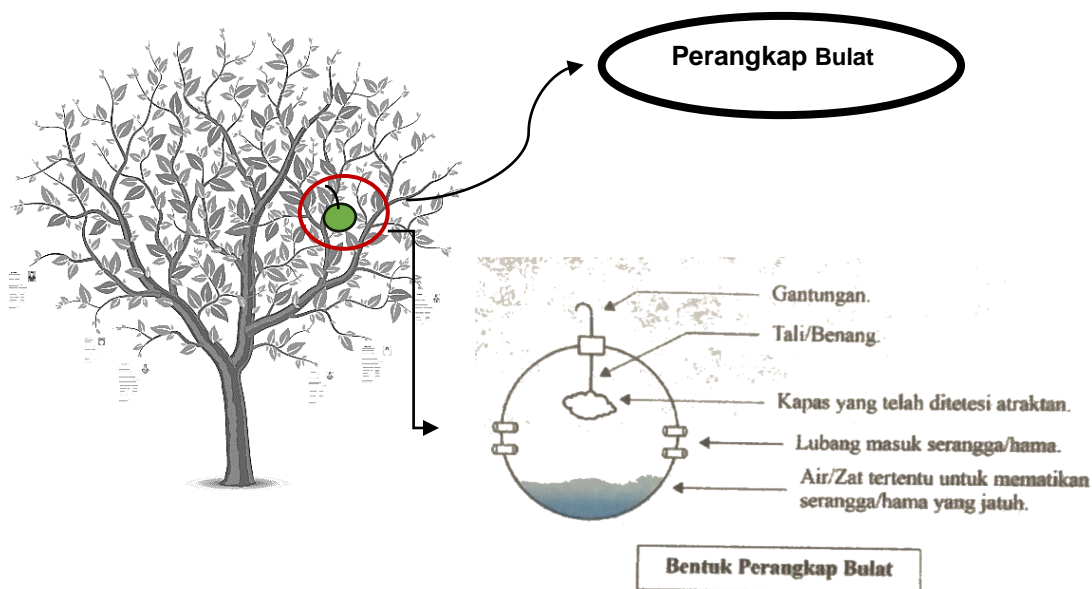 Perangkap Bulat
Gantungan.
Tali/Benang.
Kapas yang telah ditetesi atraktan.
Lubang masuk serangga/hama.
Air/Zat tertentu untuk mematikan
serangga/hama yang jatuh.
Bentuk Perangkap Bulat